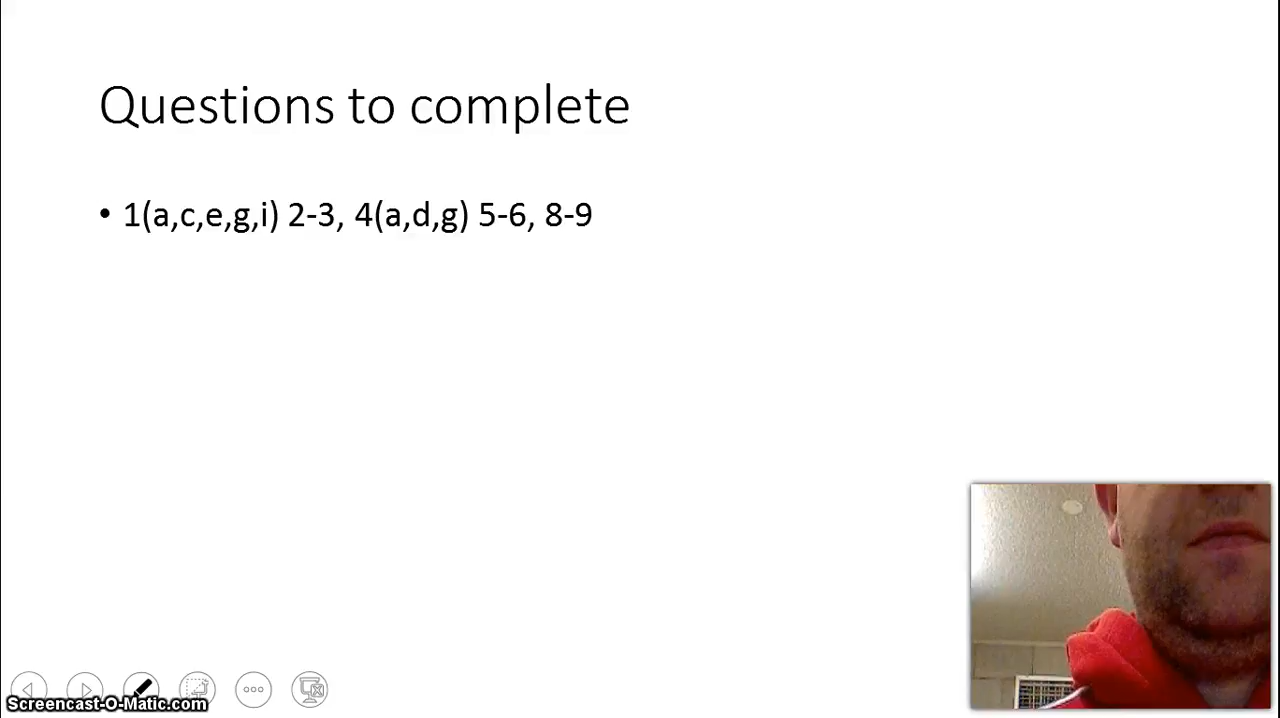 Questions to complete
• 1(a,c,e,g,i) 2-3, 4(a,d,g) 5-6, 8-9
Screencast-O-Matic.com